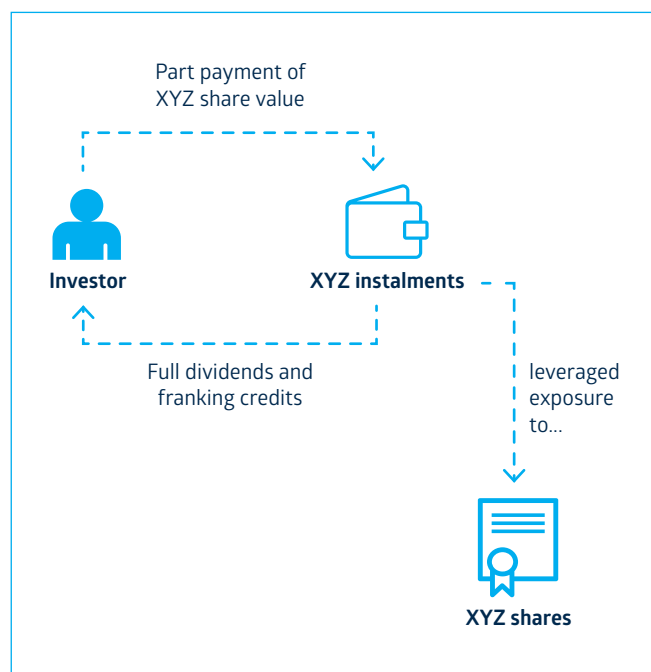 Part payment of
XYZ share value
Investor
XYZ instalments
Full dividends and
franking credits
leveraged
exposure
to...
XYZ shares